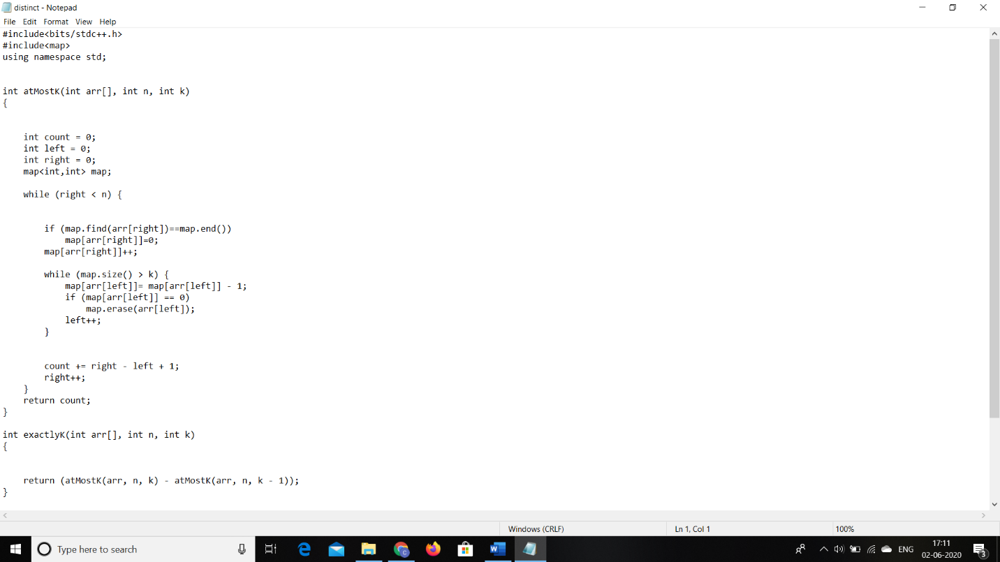 distinct - Notepad
File Edit Format View Help
#include<bits/stdc++.h>
#include<map>
using namespace std;
int atMostK(int arr[], int n, int k)
{
int count = 0;
int left = 0;
int right = 0;
map<int,int> map;
while (right < n) {
if (map.find(arr[right])==map.end())
map[arr[right]]=0;
map[arr[right]]++;
while (map.size() > k) {
map[arr[left]]= map[arr[left]] - 1;
if (map[arr[left]] == 0)
map.erase(arr[left]);
left++;
}
count += right - left + 1;
right++;
}
return count;
}
int exactlyK(int arr[], int n, int k)
{
return (atMostK(arr, n, k) - atMostK(arr, n, k - 1));
}
Windows (CRLF) Ln 1, Col 1 100%
Type here to search
ENG
17:11
02-06-2020
3